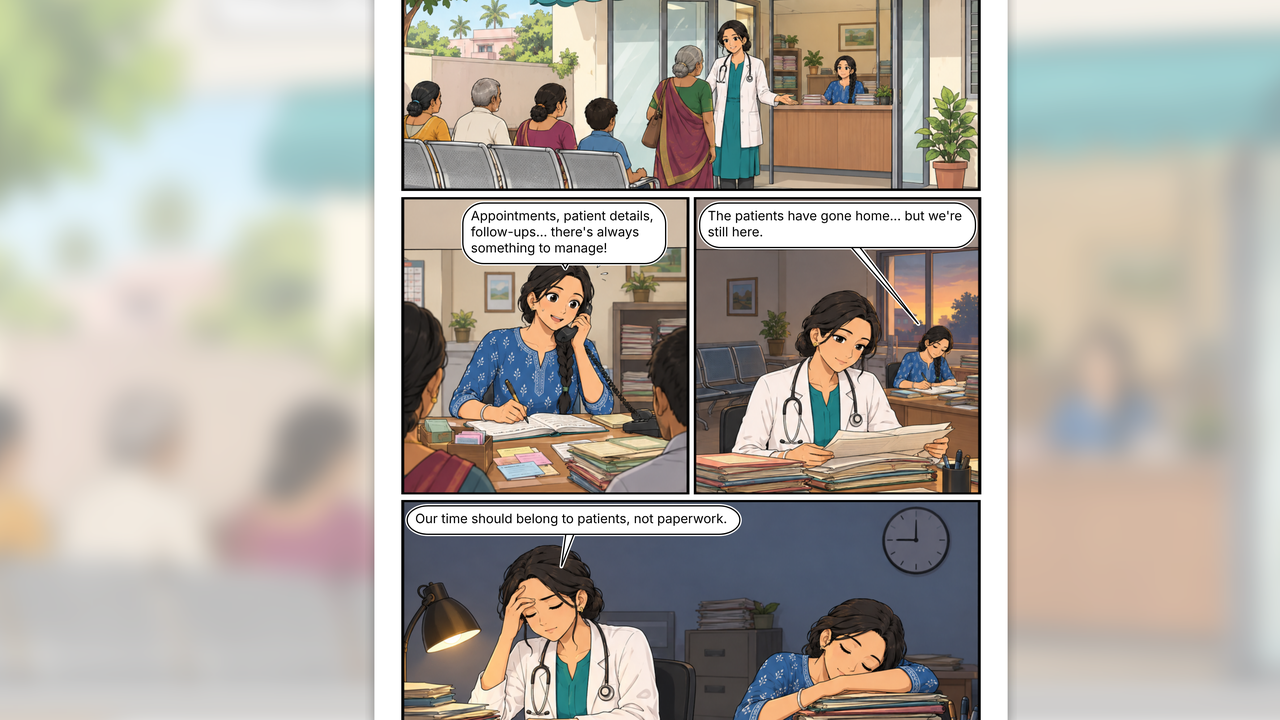 Appointments, patient details,
follow-ups... there's always
something to manage!
The patients have gone home... but we're
still here.
Our time should belong to patients, not paperwork.